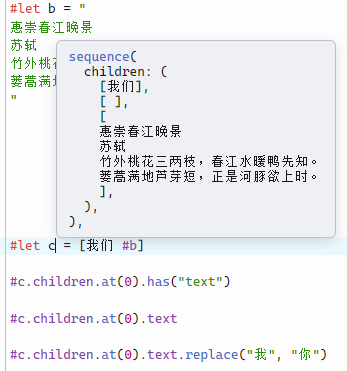 #let b = "
惠崇春江晚景
苏轼
竹外桃花
蒌蒿满地
"
sequence(
children: (
[我们],
[ ],
[
惠崇春江晚景
苏轼
竹外桃花三两枝，春江水暖鸭先知。
蒌蒿满地芦芽短，正是河豚欲上时。
],
),
),
#let c = [我们 #b]
#c.children.at(0).has("text")
#c.children.at(0).text
#c.children.at(0).text.replace("我", "你")